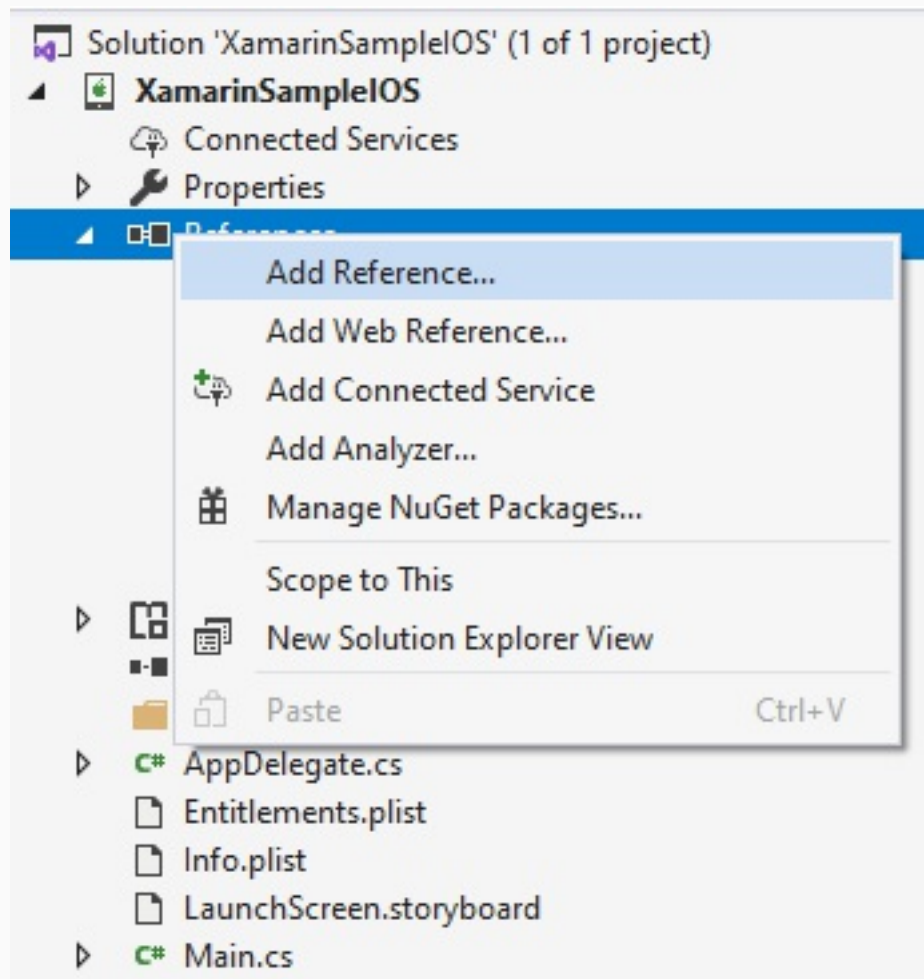 Solution 'XamarinSampleIOS' (1 of 1 project)
XamarinSampleIOS
Connected Services
Properties
Add Reference...
Add Web Reference...
Add Connected Service
Add Analyzer...
Manage NuGet Packages...
Scope to This
New Solution Explorer View
Paste Ctrl+V
C# AppDelegate.cs
Entitlements.plist
Info.plist
LaunchScreen.storyboard
C# Main.cs